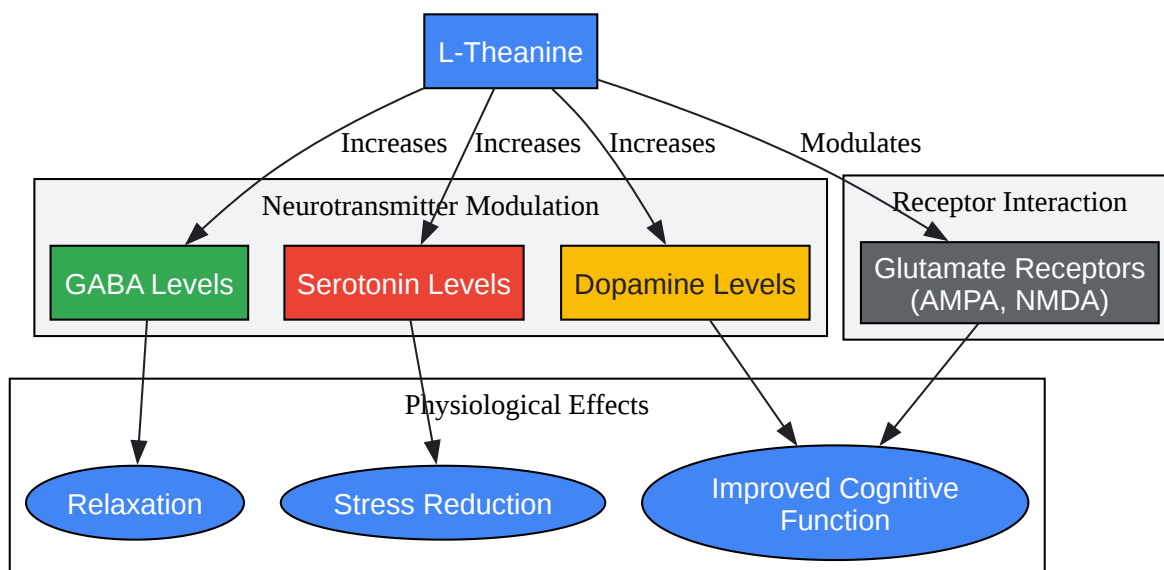 L-Theanine
Increases
Increases
Increases
Modulates
Neurotransmitter Modulation
Receptor Interaction
GABA Levels
Serotonin Levels
Dopamine Levels
Glutamate Receptors
(AMPA, NMDA)
Physiological Effects
Relaxation
Stress Reduction
Improved Cognitive
Function